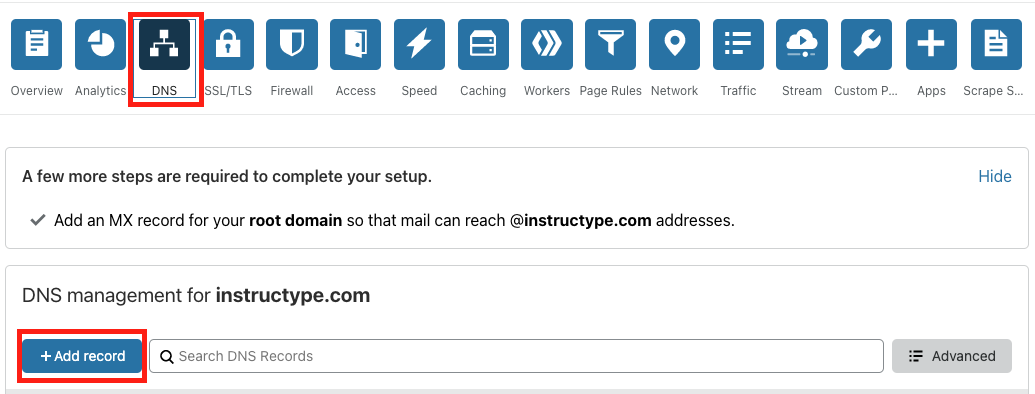 Overview Analytics DNS SSL/TLS Firewall Access Speed Caching Workers Page Rules Network Traffic Stream Custom P... Apps Scrape S...
A few more steps are required to complete your setup. Hide
Add an MX record for your root domain so that mail can reach @instructype.com addresses.
DNS management for instructype.com
+ Add record Search DNS Records Advanced